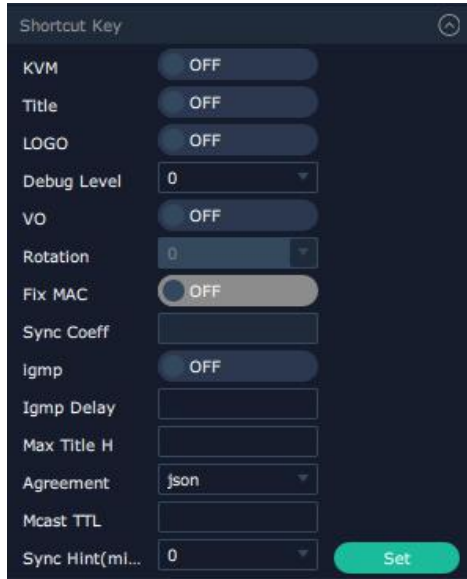 Shortcut Key
KVM OFF
Title OFF
LOGO OFF
Debug Level 0
VO OFF
Rotation 0
Fix MAC OFF
Sync Coeff
igmp OFF
Igmp Delay
Max Title H
Agreement json
Mcast TTL
Sync Hint(mi... 0 Set